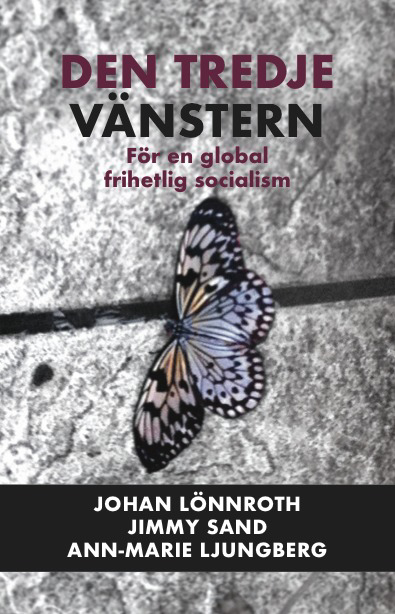 DEN TREDJE
VÄNSTERN
För en global
frihetlig socialism
JOHAN LÖNNROTH
JIMMY SAND
ANN-MARIE LJUNGBERG